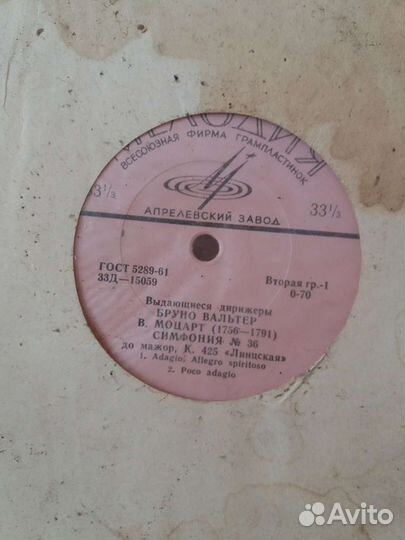 МЕЛОДИЯ
ВСЕСОЮЗНАЯ ФИРМА ГРАМПЛАСТИНОК
3⅓
АПРЕЛЕВСКИЙ ЗАВОД
33⅓
ГОСТ 5289-61
33Д—15059
Вторая гр.-1
0-70
Выдающиеся дирижеры
БРУНО ВАЛЬТЕР
В. МОЦАРТ (1756—1791)
СИМФОНИЯ № 36
до мажор, К. 425 «Линцская»
1. Adagio, Allegro spiritoso
2. Poco adagio
Avito